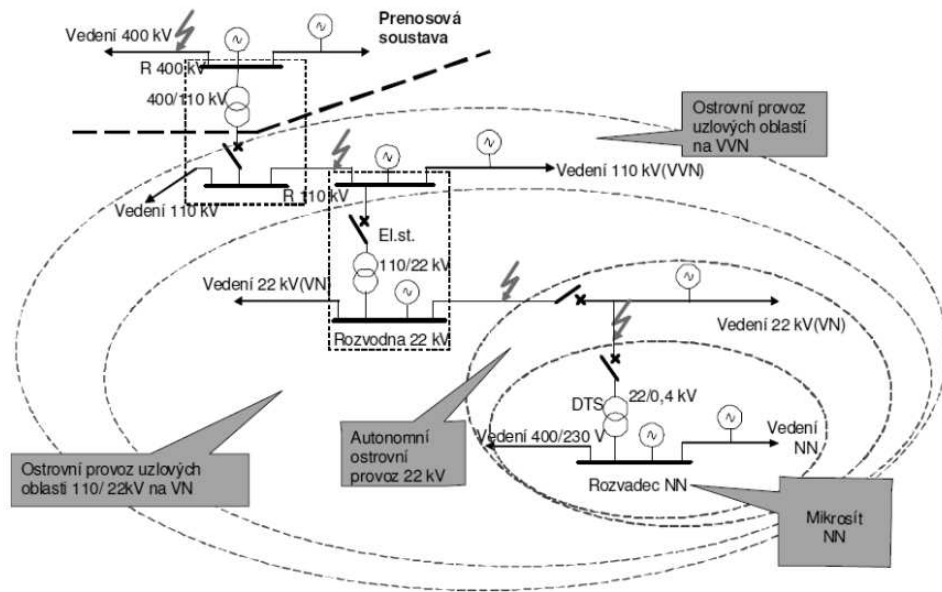 Prenosová
soustava
Vedení 400 kV
R 400 kV
400/110 kV
Ostrovní provoz
uzlových oblastí
na VVN
Vedení 110 kV(VVN)
R 110 kV
Vedení 110 kV
El.st.
110/22 kV
Vedení 22 kV(VN)
Vedení 22 kV(VN)
Rozvodna 22 kV
22/0,4 kV
DTS
Autonomní
ostrovní
provoz 22 kV
Vedení 400/230 V
Vedení
NN
Ostrovní provoz uzlových
oblasti 110/ 22kV na VN
Rozvadec NN
Mikrosít
NN